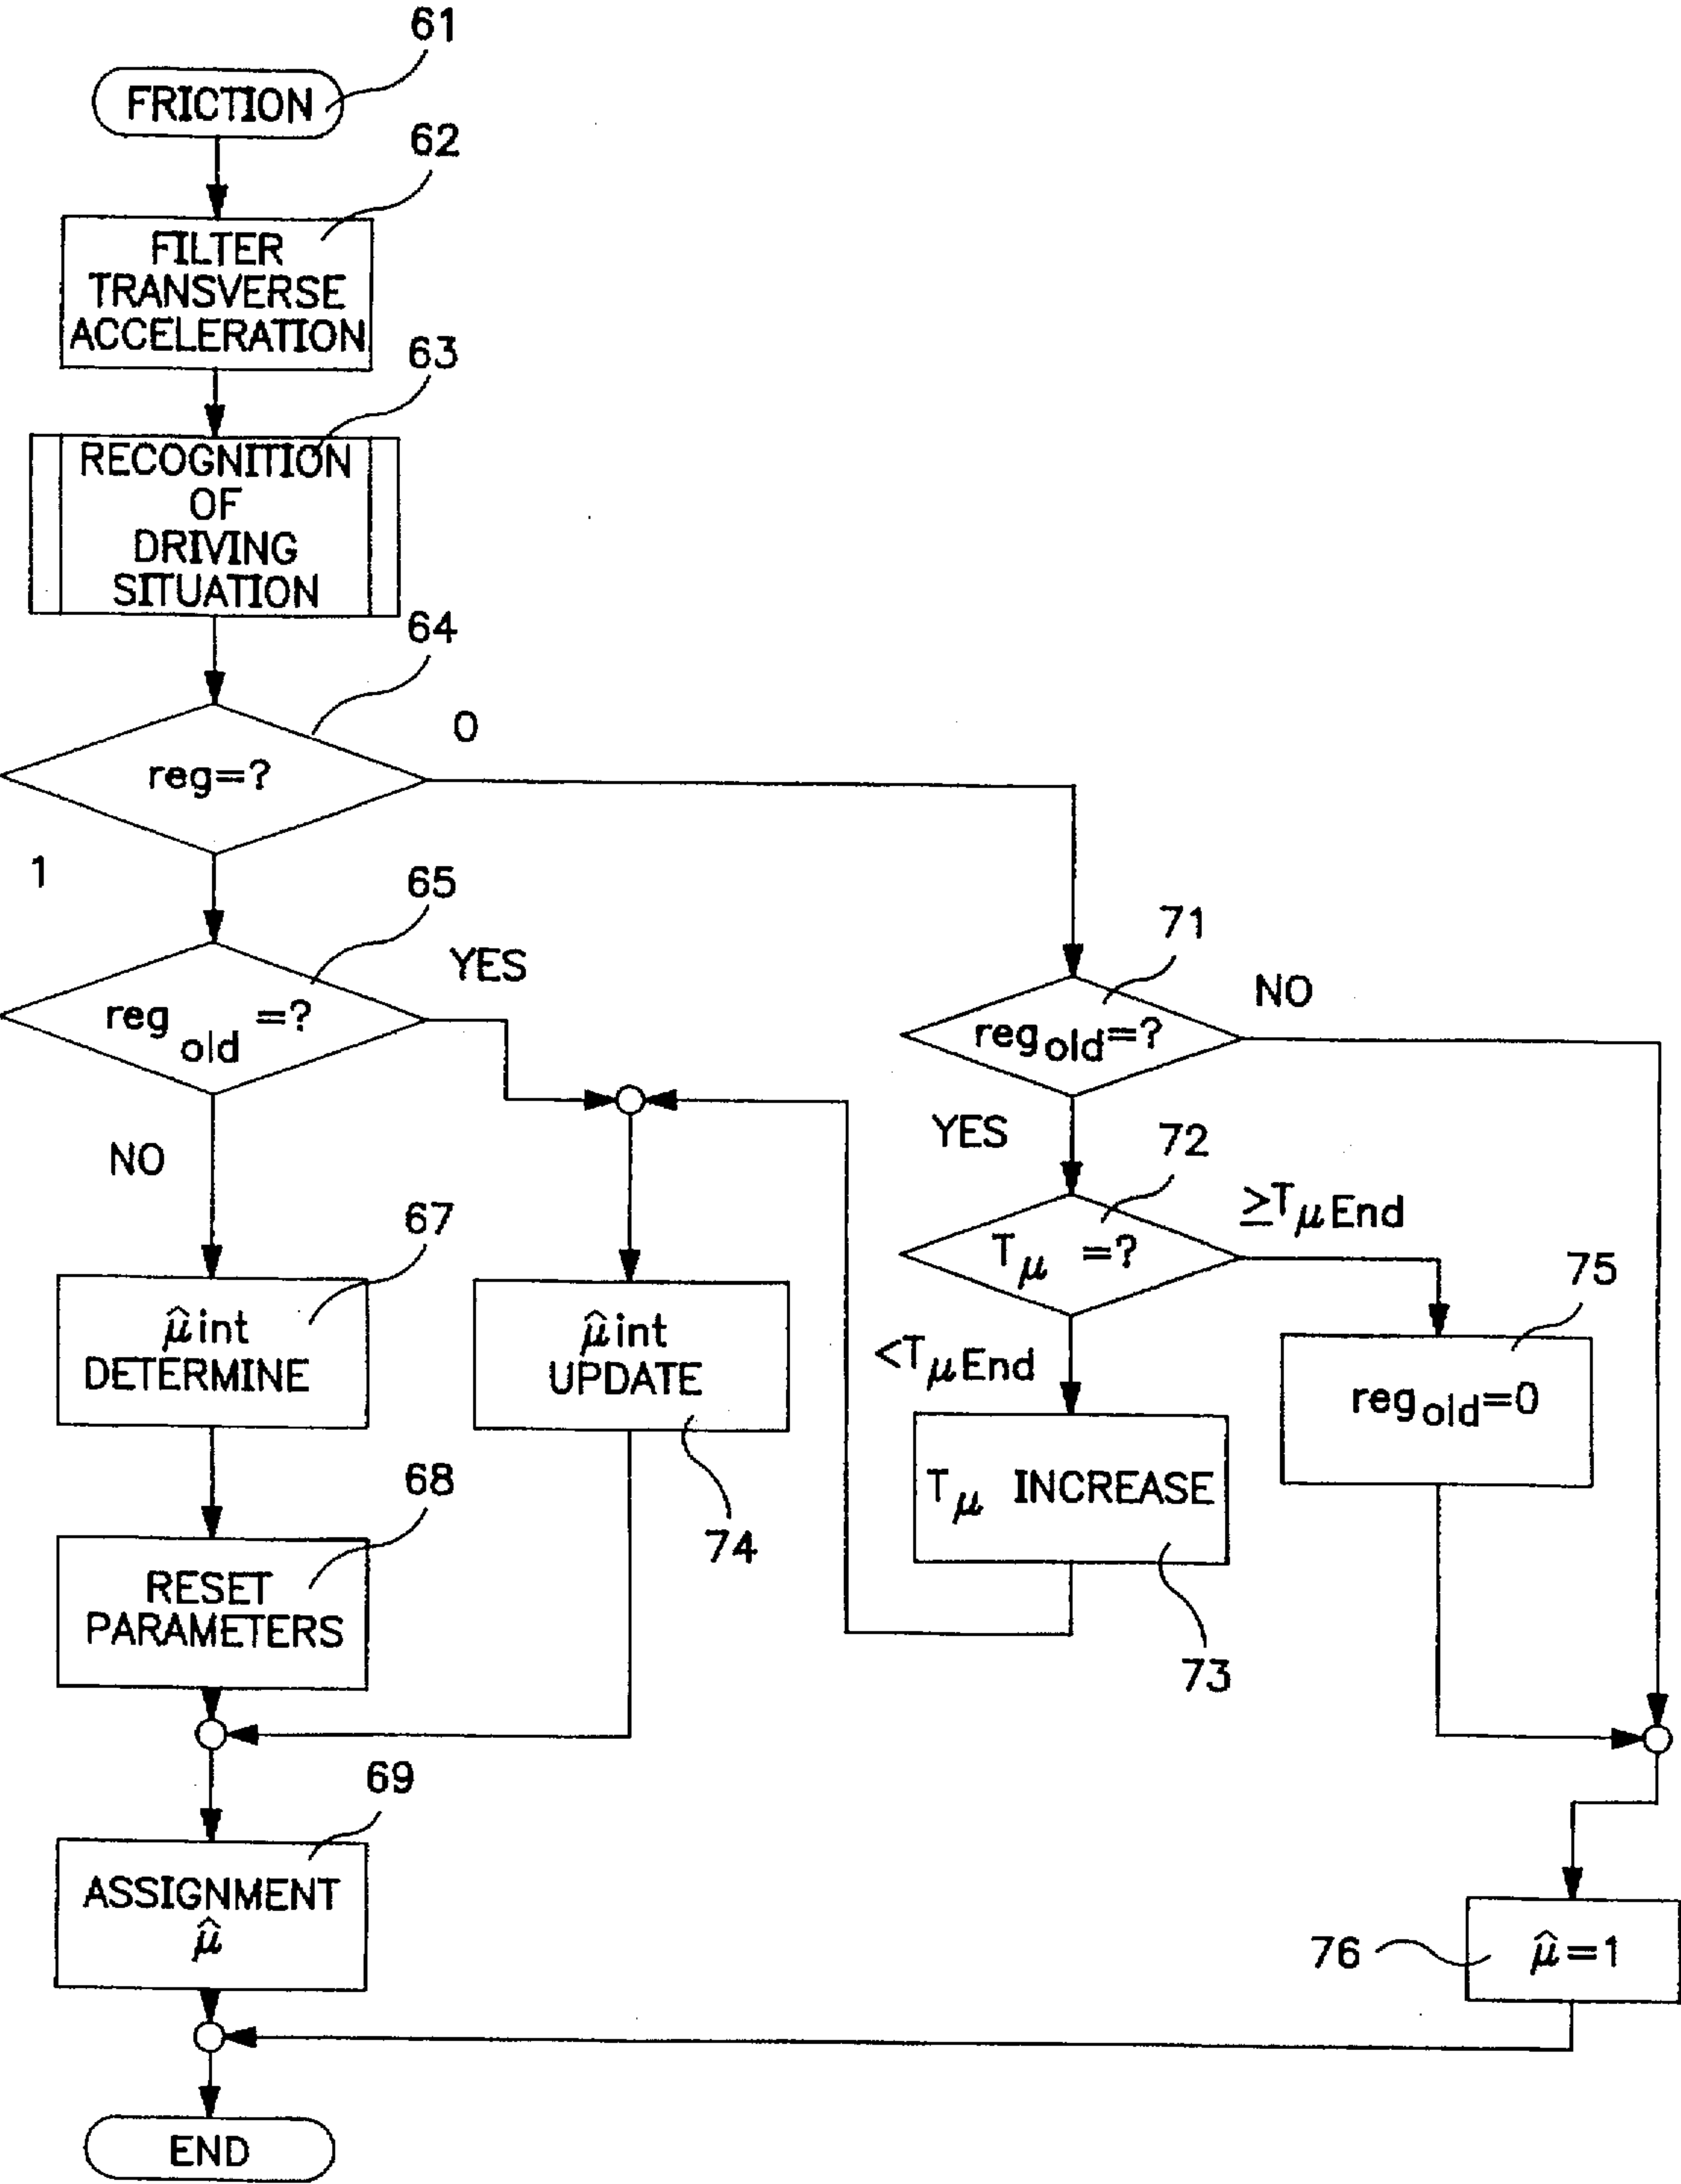 61
FRICTION
62
FILTER
TRANSVERSE
ACCELERATION
63
RECOGNITION
OF
DRIVING
SITUATION
64
reg=?
0
1
65
reg old =?
YES
NO
71
reg old=?
NO
YES
72
Tμ =?
≥Tμ End
<Tμ End
67
μ̂ int
DETERMINE
μ̂ int
UPDATE
74
75
reg old=0
Tμ INCREASE
73
68
RESET
PARAMETERS
69
ASSIGNMENT
μ̂
76
μ̂=1
END